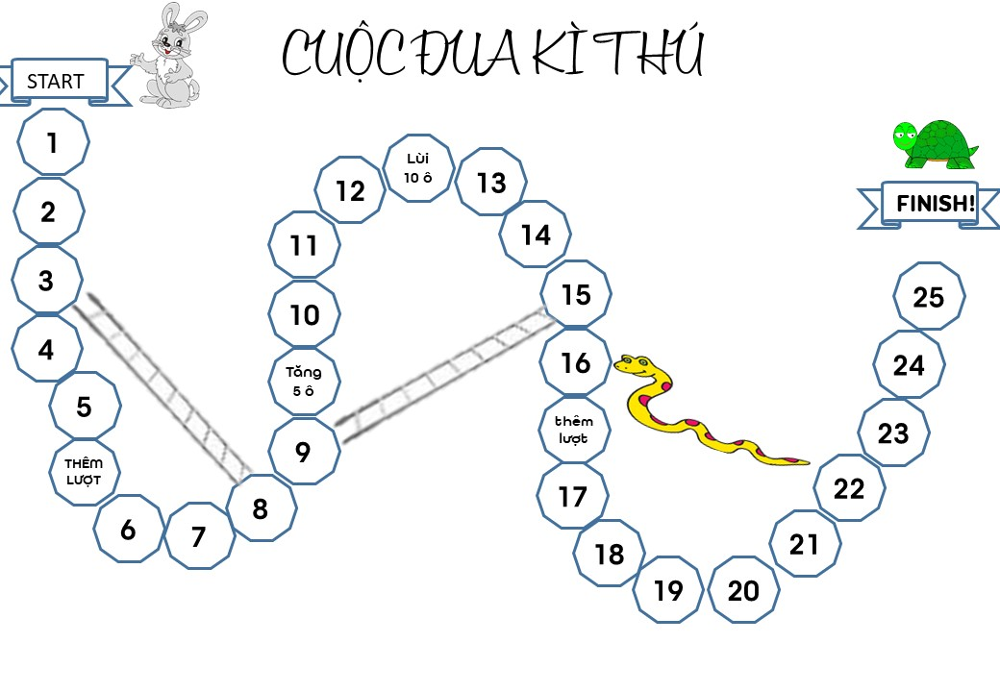 CUỘC ĐUA KÌ THÚ
START
1
2
3
4
5
THÊM
LƯỢT
6
7
8
9
Tăng
5 ô
10
11
12
Lùi
10 ô
13
14
15
16
thêm
lượt
17
18
19
20
21
22
23
24
25
FINISH!